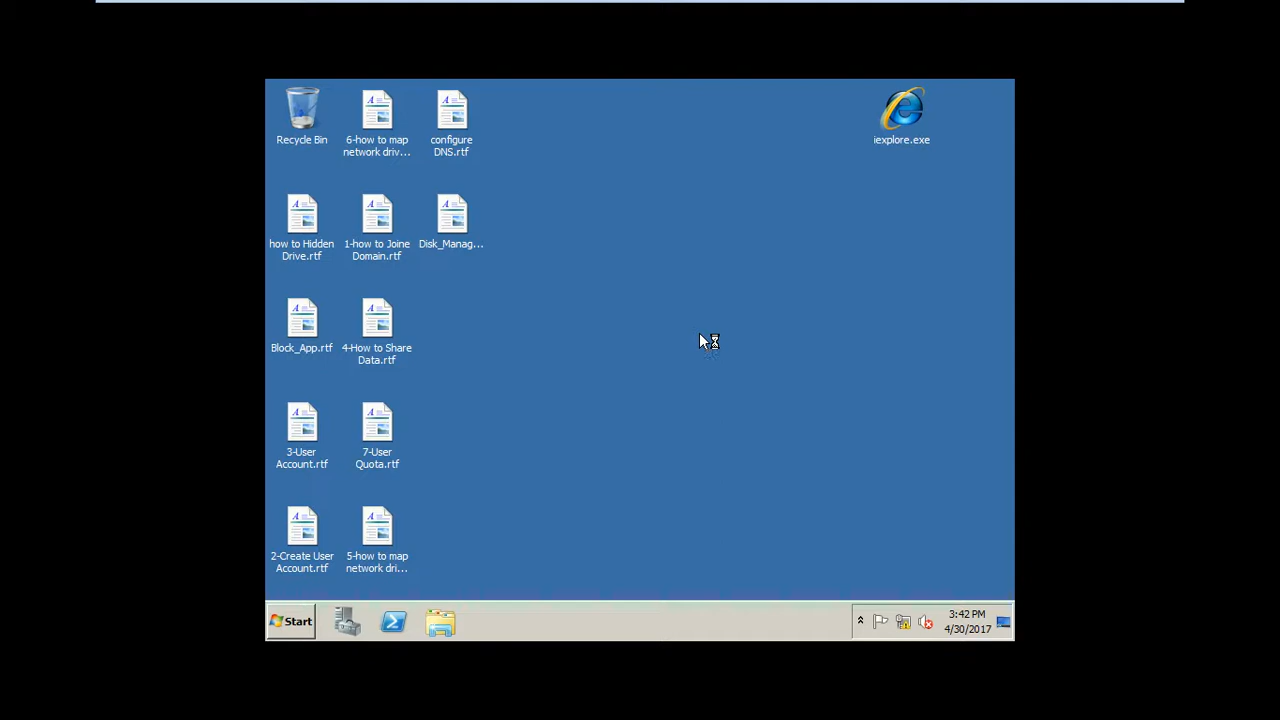 Recycle Bin
6-how to map
network driv...
configure
DNS.rtf
iexplore.exe
how to Hidden
Drive.rtf
1-how to Joine
Domain.rtf
Disk_Manag...
Block_App.rtf
4-How to Share
Data.rtf
3-User
Account.rtf
7-User
Quota.rtf
2-Create User
Account.rtf
5-how to map
network dri...
Start
3:42 PM
4/30/2017